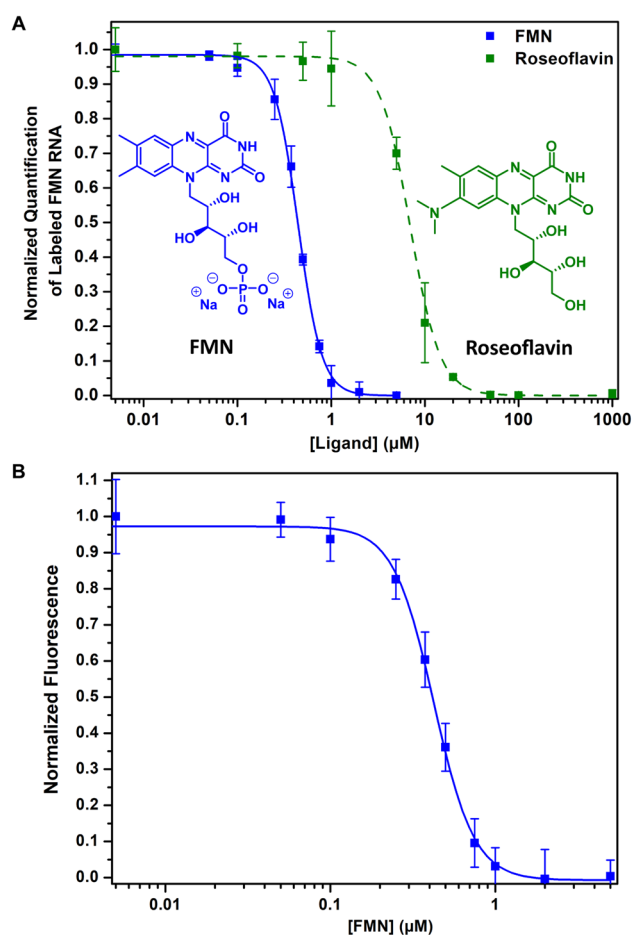 A
FMN
Roseoflavin
Normalized Quantification
of Labeled FMN RNA
1.0
0.9
0.8
0.7
0.6
0.5
0.4
0.3
0.2
0.1
0.0
N
O
NH
N
N
O
OH
HO
OH
O
⊖
⊖
O
P
O
⊕
Na
O
Na
⊕
FMN
O
N
NH
N
N
N
O
OH
HO
OH
HO
Roseoflavin
0.01
0.1
1
10
100
1000
[Ligand] (µM)
B
Normalized Fluorescence
1.1
1.0
0.9
0.8
0.7
0.6
0.5
0.4
0.3
0.2
0.1
0.0
0.01
0.1
1
[FMN] (µM)